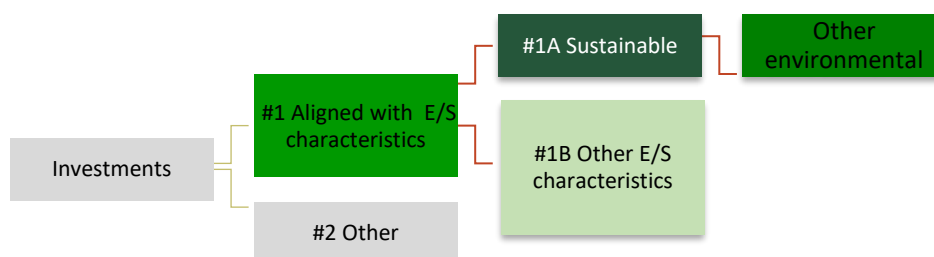 Investments
#1 Aligned with E/S
characteristics
#2 Other
#1A Sustainable
#1B Other E/S
characteristics
Other
environmental